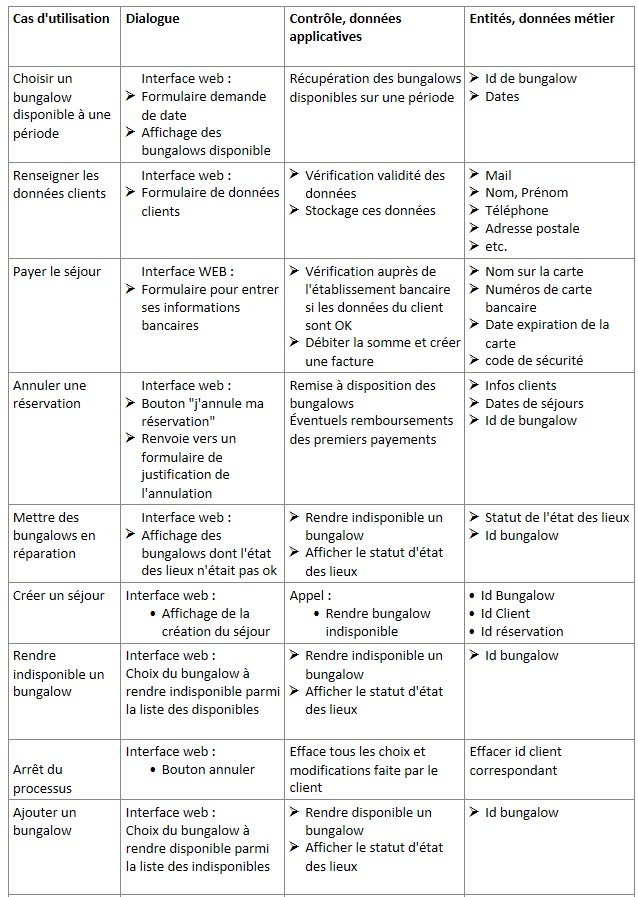 Cas d'utilisation
Dialogue
Contrôle, données
applicatives
Entités, données métier
Choisir un
bungalow
disponible à une
période
Interface web :
➢ Formulaire demande
de date
➢ Affichage des
bungalows disponible
Récupération des bungalows
disponibles sur une période
➢ Id de bungalow
➢ Dates
Renseigner les
données clients
Interface web :
➢ Formulaire de données
clients
➢ Vérification validité des
données
➢ Stockage ces données
➢ Mail
➢ Nom, Prénom
➢ Téléphone
➢ Adresse postale
➢ etc.
Payer le séjour
Interface WEB :
➢ Formulaire pour entrer
ses informations
bancaires
➢ Vérification auprès de
l'établissement bancaire
si les données du client
sont OK
➢ Débiter la somme et créer
une facture
➢ Nom sur la carte
➢ Numéros de carte
bancaire
➢ Date expiration de la
carte
➢ code de sécurité
Annuler une
réservation
Interface web :
➢ Bouton "j'annule ma
réservation"
➢ Renvoie vers un
formulaire de
justification de
l'annulation
Remise à disposition des
bungalows
Éventuels remboursements
des premiers payements
➢ Infos clients
➢ Dates de séjours
➢ Id de bungalow
Mettre des
bungalows en
réparation
Interface web :
➢ Affichage des
bungalows dont l'état
des lieux n'était pas ok
➢ Rendre indisponible un
bungalow
➢ Afficher le statut d'état
des lieux
➢ Statut de l'état des lieux
➢ Id bungalow
Créer un séjour
Interface web :
• Affichage de la
création du séjour
Appel :
• Rendre bungalow
indisponible
• Id Bungalow
• Id Client
• Id réservation
Rendre
indisponible un
bungalow
Interface web :
Choix du bungalow à
rendre indisponible parmi
la liste des disponibles
➢ Rendre indisponible un
bungalow
➢ Afficher le statut d'état
des lieux
➢ Id bungalow
Arrêt du
processus
Interface web :
• Bouton annuler
Efface tous les choix et
modifications faite par le
client
Effacer id client
correspondant
Ajouter un
bungalow
Interface web :
Choix du bungalow à
rendre disponible parmi
la liste des indisponibles
➢ Rendre disponible un
bungalow
➢ Afficher le statut d'état
des lieux
➢ Id bungalow